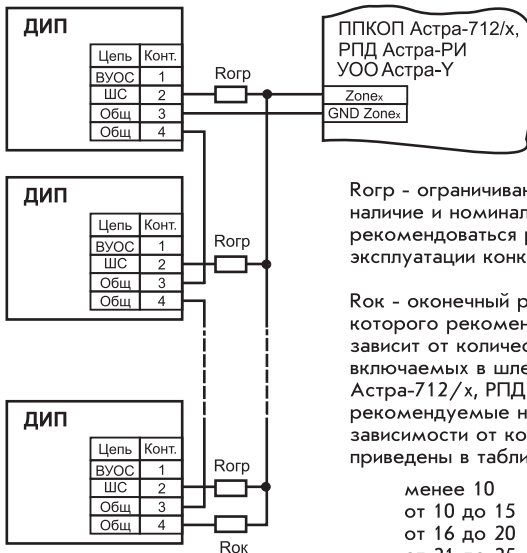 ДИП
Цепь Конт.
ВУОС 1
ШС 2
Общ 3
Общ 4
Rогр
ППКОП Астра-712/х,
РПД Астра-РИ
УОО Астра-Y
Zonex
GND Zonex
ДИП
Цепь Конт.
ВУОС 1
ШС 2
Общ 3
Общ 4
Rогр
ДИП
Цепь Конт.
ВУОС 1
ШС 2
Общ 3
Общ 4
Rогр
Rок
Rогр - ограничиван
наличие и номинал
рекомендоваться р
эксплуатации конк
Rок - оконечный р
которого рекомен
зависит от количес
включаемых в шле
Астра-712/х, РПД
рекомендуемые н
зависимости от ко
приведены в табли
менее 10
от 10 до 15
от 16 до 20